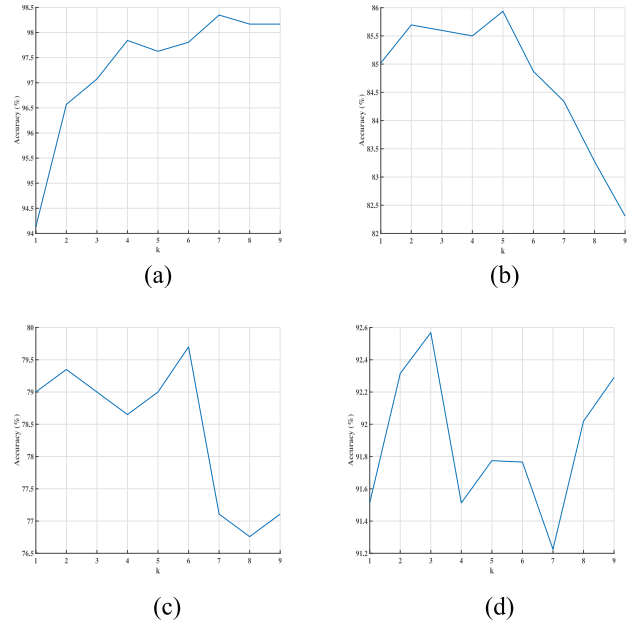 98.5
98
97.5
97
96.5
96
95.5
95
94.5
94
Accuracy (%)
1 2 3 4 5 6 7 8 9
k
(a)
86
85.5
85
84.5
84
83.5
83
82.5
82
Accuracy (%)
1 2 3 4 5 6 7 8 9
k
(b)
80
79.5
79
78.5
78
77.5
77
76.5
Accuracy (%)
1 2 3 4 5 6 7 8 9
k
(c)
92.6
92.4
92.2
92
91.8
91.6
91.4
91.2
Accuracy (%)
1 2 3 4 5 6 7 8 9
k
(d)